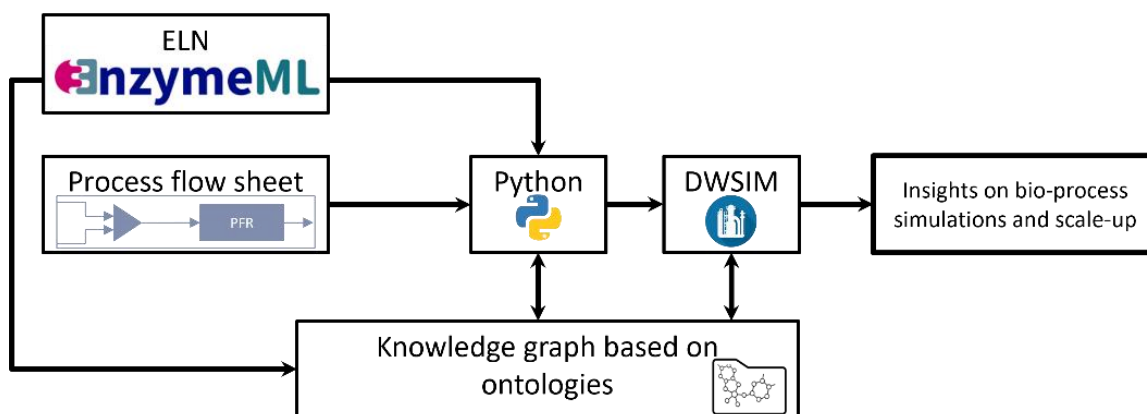 ELN
EnzymeML
Process flow sheet
PFR
Python
DWSIM
Insights on bio-process
simulations and scale-up
Knowledge graph based on
ontologies